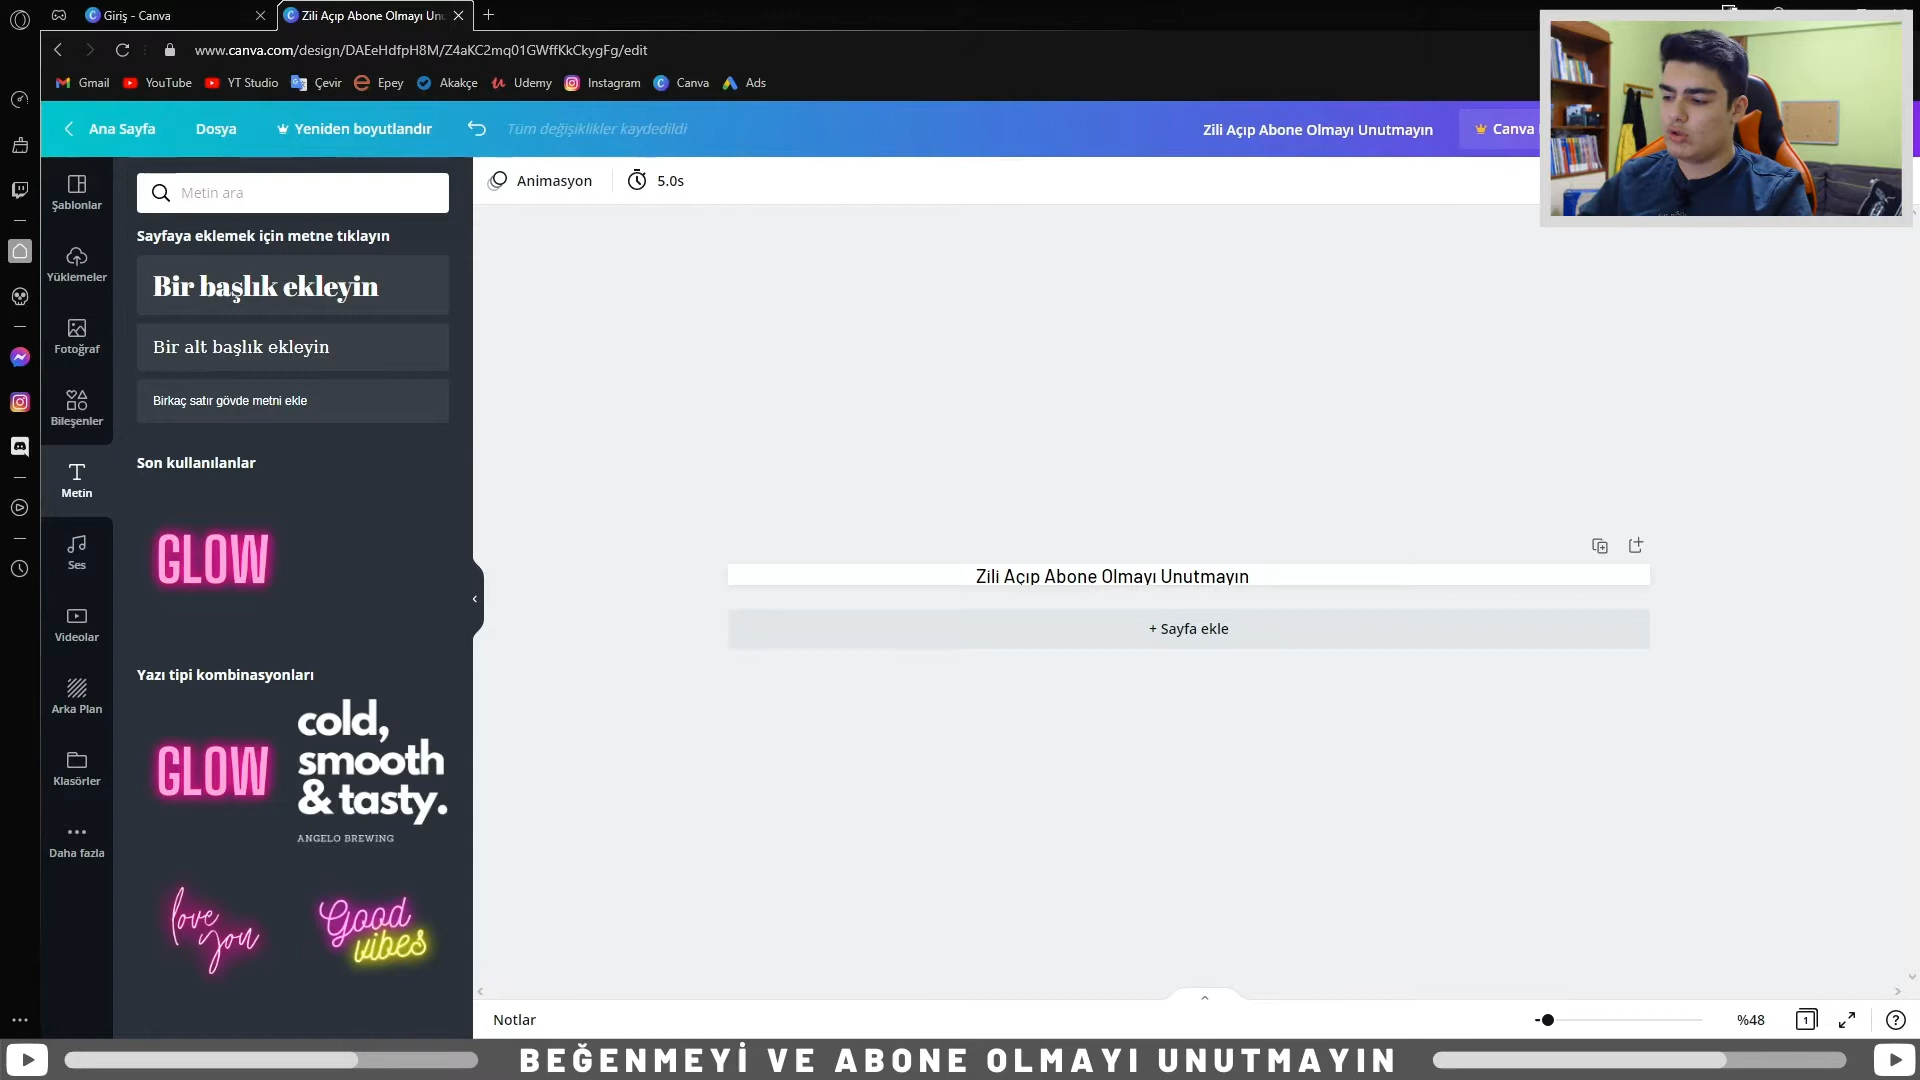 Giriş - Canva
Zili Açıp Abone Olmayı Unu
www.canva.com/design/DAEeHdfpH8M/Z4aKC2mq01GWffKkCkygFg/edit
Gmail
YouTube
YT Studio
Çevir
Epey
Akakçe
Udemy
Instagram
Canva
Ads
Ana Sayfa
Dosya
Yeniden boyutlandır
Tüm değişiklikler kaydedildi
Zili Açıp Abone Olmayı Unutmayın
Canva
Şablonlar
Yüklemeler
Fotoğraf
Bileşenler
Metin
Ses
Videolar
Arka Plan
Klasörler
Daha fazla
Metin ara
Sayfaya eklemek için metne tıklayın
Bir başlık ekleyin
Bir alt başlık ekleyin
Birkaç satır gövde metni ekle
Son kullanılanlar
GLOW
Yazı tipi kombinasyonları
GLOW
cold,
smooth
& tasty.
ANGELO BREWING
love
you
Good
vibes
Animasyon
5.0s
Zili Açıp Abone Olmayı Unutmayın
+ Sayfa ekle
Notlar
%48
1
BEĞENMEYİ VE ABONE OLMAYI UNUTMAYIN